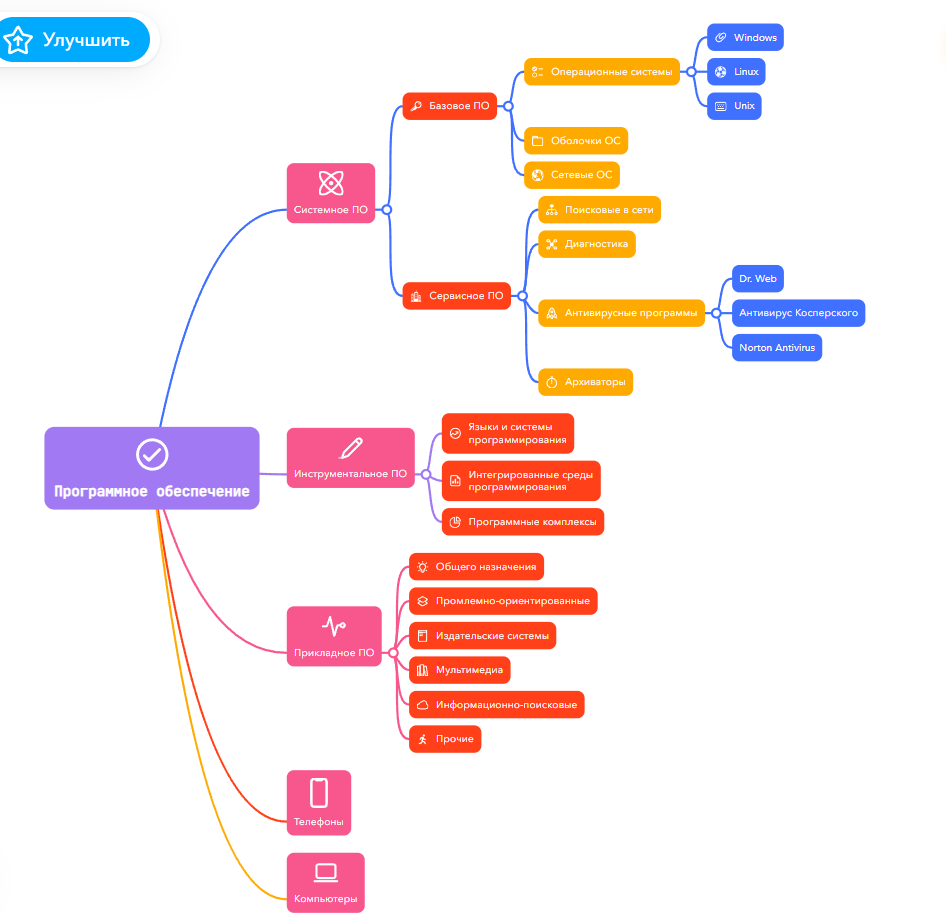 Улучшить
Windows
Операционные системы
Linux
Базовое ПО
Unix
Оболочки ОС
Сетевые ОС
Системное ПО
Поисковые в сети
Диагностика
Dr. Web
Сервисное ПО
Антивирусные программы
Антивирус Косперского
Norton Antivirus
Архиваторы
Программное обеспечение
Инструментальное ПО
Языки и системы
программирования
Интегрированные среды
программирования
Программные комплексы
Общего назначения
Промлемно-ориентированные
Издательские системы
Прикладное ПО
Мультимедиа
Информационно-поисковые
Прочие
Телефоны
Компьютеры